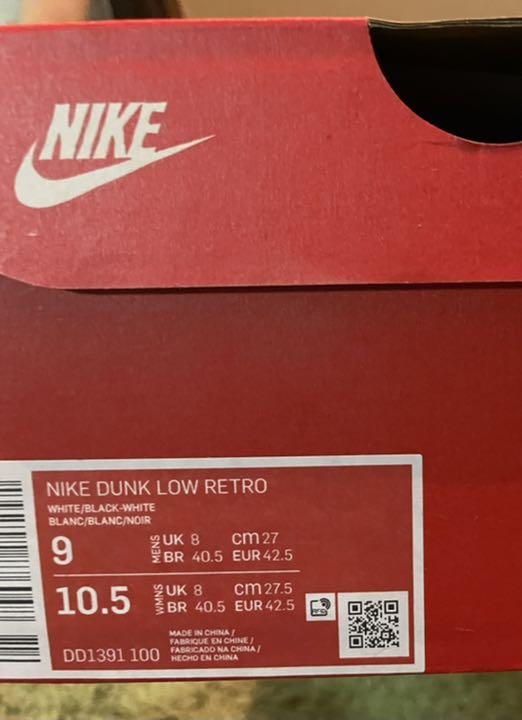 NIKE
NIKE DUNK LOW RETRO
WHITE/BLACK-WHITE
BLANC/BLANC/NOIR
9 MENS UK 8 cm 27
BR 40.5 EUR 42.5
10.5 WMNS UK 8 cm 27.5
BR 40.5 EUR 42.5
MADE IN CHINA /
FABRIQUE EN CHINE /
FABRICADO NA CHINA /
HECHO EN CHINA
DD1391 100